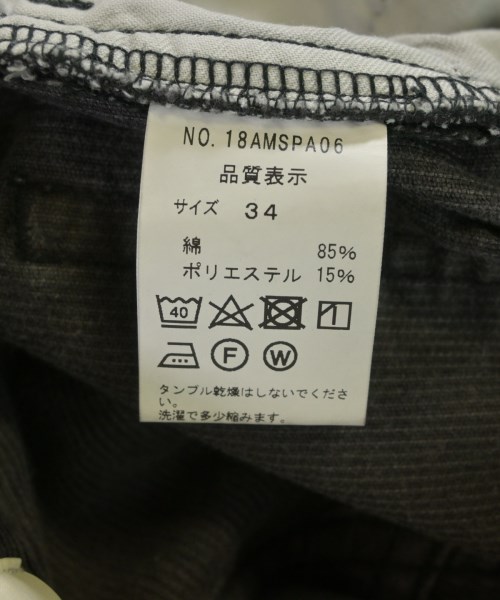 NO. 18AMSPA06
品質表示
サイズ 34
綿 85%
ポリエステル 15%
40
F W
タンブル乾燥はしないでくださ
い。
洗濯で多少縮みます。